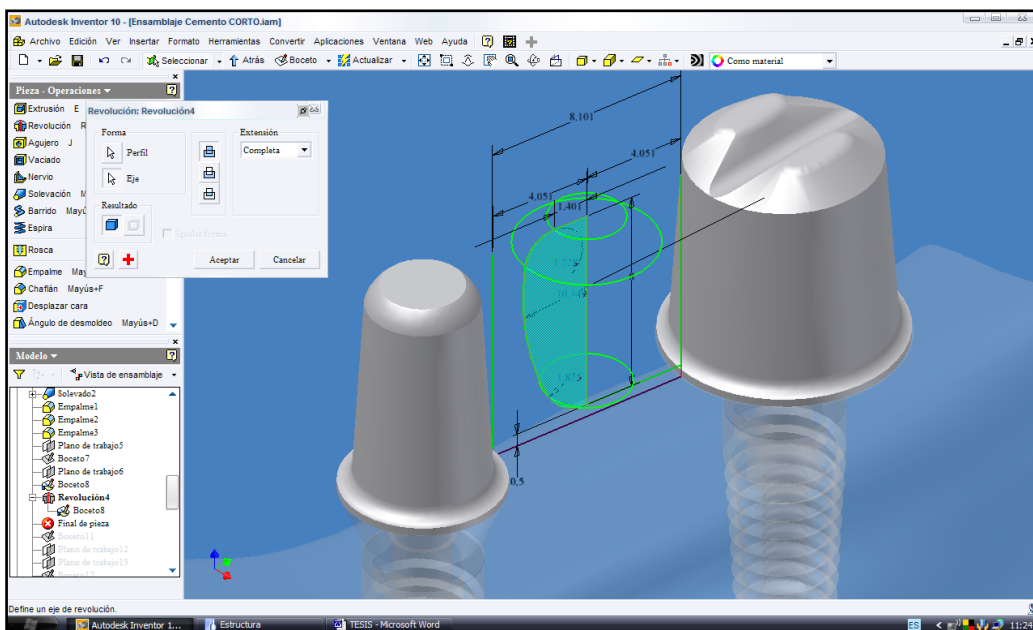 Autodesk Inventor 10 - [Ensamblaje Cemento CORTO.iam]
Archivo Edición Ver Insertar Formato Herramientas Convertir Aplicaciones Ventana Web Ayuda
Seleccionar Atrás Boceto Actualizar Como material
Pieza - Operaciones
Extrusión E
Revolución R
Agujero J
Vaciado
Nervio
Solevación M
Barrido Mayú
Espira
Rosca
Empalme May
Chaflán Mayús+F
Desplazar cara
Ángulo de desmoldeo Mayús+D
Revolución: Revolución4
Forma
Perfil
Eje
Extensión
Completa
Resultado
Igualar forma
Aceptar Cancelar
8,101
4,051
4,051
1,401
1,875
0,5
Modelo
Vista de ensamblaje
Solevado2
Empalme1
Empalme2
Empalme3
Plano de trabajo5
Boceto7
Plano de trabajo6
Boceto8
Revolución4
Boceto8
Final de pieza
Boceto11
Plano de trabajo12
Plano de trabajo13
Define un eje de revolución.
Autodesk Inventor 1... Estructura TESIS - Microsoft Word ES 11:24